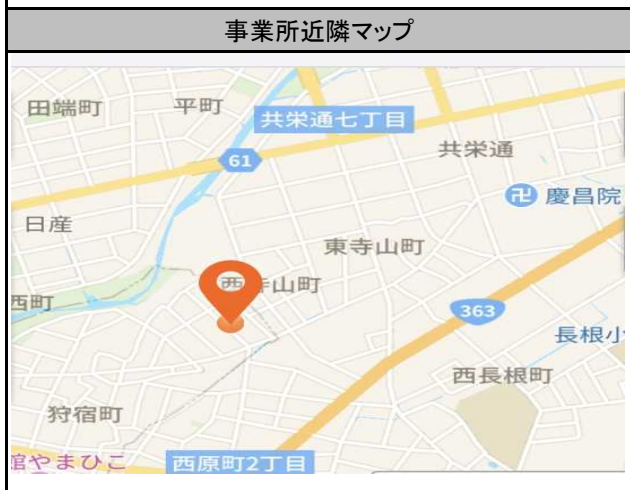 事業所近隣マップ
田端町
平町
共栄通七丁目
共栄通
61
慶昌院
日産
東寺山町
西寺山町
西町
363
長根小
西長根町
狩宿町
館やまひこ
西原町2丁目